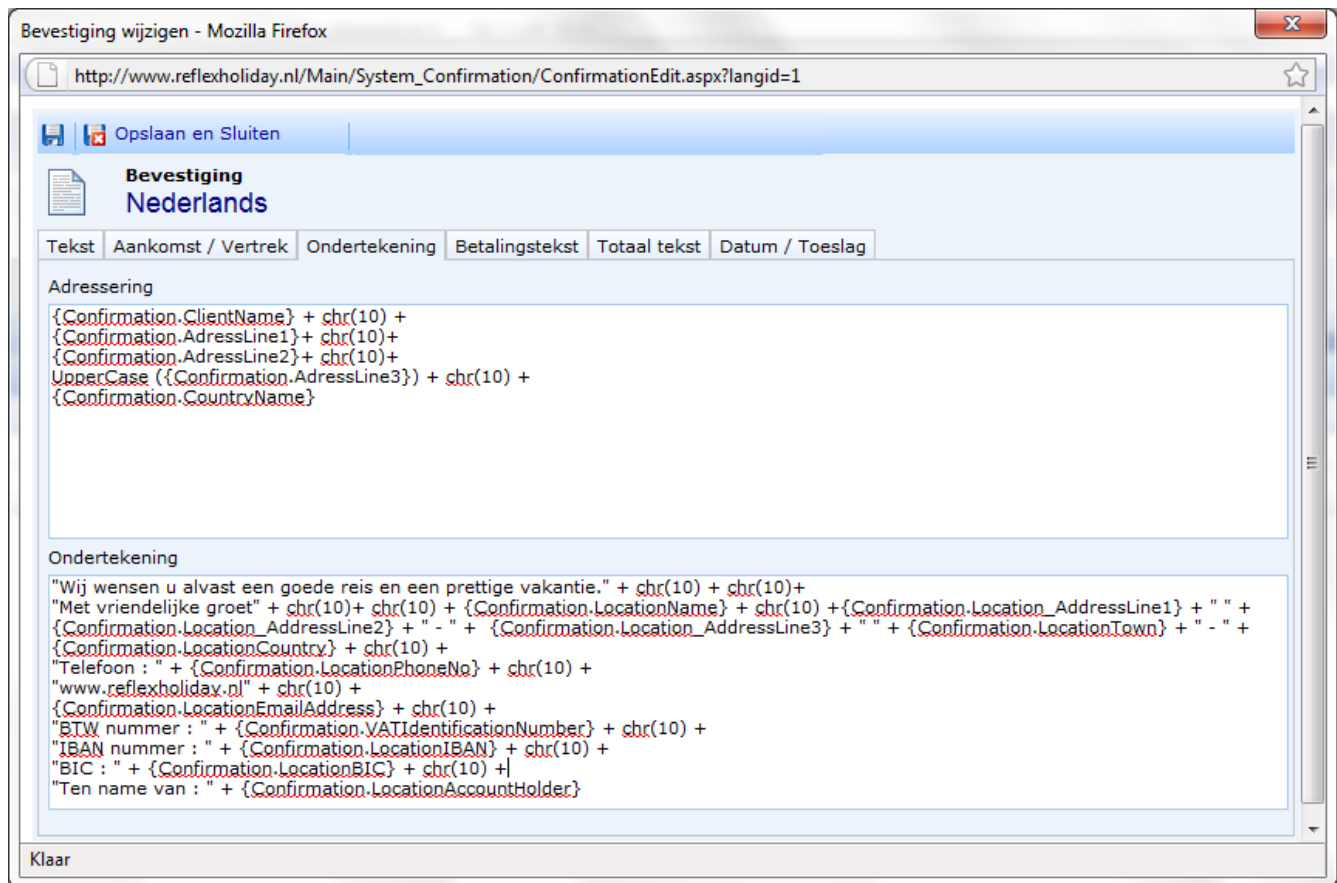 Bevestiging wijzigen - Mozilla Firefox
http://www.reflexholiday.nl/Main/System_Confirmation/ConfirmationEdit.aspx?langid=1
Opslaan en Sluiten
Bevestiging
Nederlands
Tekst Aankomst / Vertrek Ondertekening Betalingstekst Totaal tekst Datum / Toeslag
Adressering
{Confirmation.ClientName} + chr(10) +
{Confirmation.AdressLine1}+ chr(10)+
{Confirmation.AdressLine2}+ chr(10)+
UpperCase ({Confirmation.AdressLine3}) + chr(10) +
{Confirmation.CountryName}
Ondertekening
"Wij wensen u alvast een goede reis en een prettige vakantie." + chr(10) + chr(10)+
"Met vriendelijke groet" + chr(10)+ chr(10) + {Confirmation.LocationName} + chr(10) +{Confirmation.Location_AddressLine1} + " " +
{Confirmation.Location_AddressLine2} + " - " +  {Confirmation.Location_AddressLine3} + " " + {Confirmation.LocationTown} + " - " +
{Confirmation.LocationCountry} + chr(10) +
"Telefoon : " + {Confirmation.LocationPhoneNo} + chr(10) +
"www.reflexholiday.nl" + chr(10) +
{Confirmation.LocationEmailAddress} + chr(10) +
"BTW nummer : " + {Confirmation.VATIdentificationNumber} + chr(10) +
"IBAN nummer : " + {Confirmation.LocationIBAN} + chr(10) +
"BIC : " + {Confirmation.LocationBIC} + chr(10) +
"Ten name van : " + {Confirmation.LocationAccountHolder}
Klaar